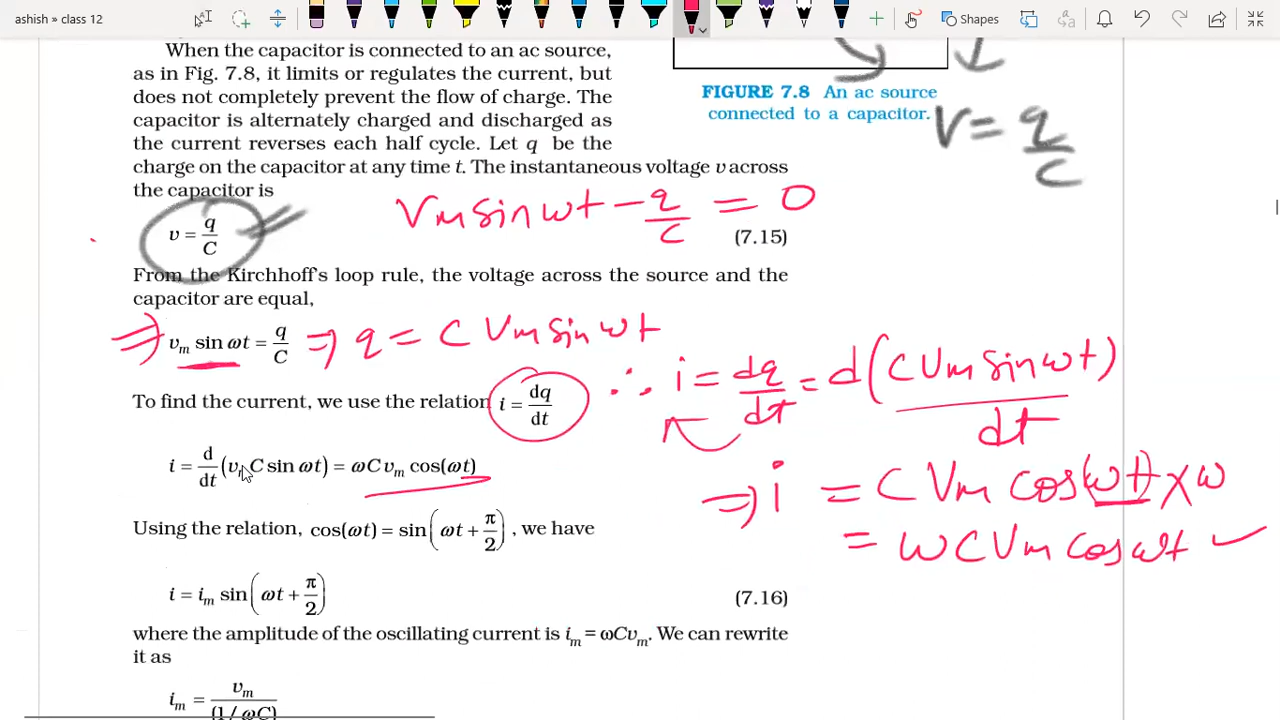 ashish » class 12
Shapes
When the capacitor is connected to an ac source,
as in Fig. 7.8, it limits or regulates the current, but
does not completely prevent the flow of charge. The
capacitor is alternately charged and discharged as
the current reverses each half cycle. Let q be the
charge on the capacitor at any time t. The instantaneous voltage v across
the capacitor is
FIGURE 7.8 An ac source
connected to a capacitor.
V = q/C
Vm sin wt - q/C = 0
v = q/C
(7.15)
From the Kirchhoff's loop rule, the voltage across the source and the
capacitor are equal,
⇒ vm sin ωt = q/C ⇒ q = C Vm sin wt
To find the current, we use the relation i = dq/dt
∴ i = dq/dt = d(C Vm sin wt)/dt
i = d/dt (vm C sin ωt) = ωC vm cos(ωt)
⇒ i = C Vm cos(wt) × w
= wC Vm cos wt ✓
Using the relation, cos(ωt) = sin(ωt + π/2), we have
i = im sin(ωt + π/2)
(7.16)
where the amplitude of the oscillating current is im = ωCvm. We can rewrite
it as
im = vm/(1/ωC)